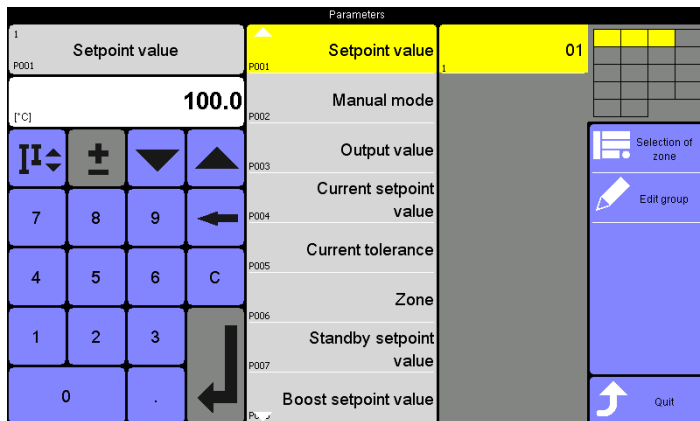 Parameters
1
Setpoint value
P001
[°C]
100.0
7
8
9
4
5
6
C
1
2
3
0
.
Setpoint value
P001
Manual mode
P002
Output value
P003
Current setpoint
value
P004
Current tolerance
P005
Zone
P006
Standby setpoint
value
P007
Boost setpoint value
01
1
Selection of
zone
Edit group
Quit